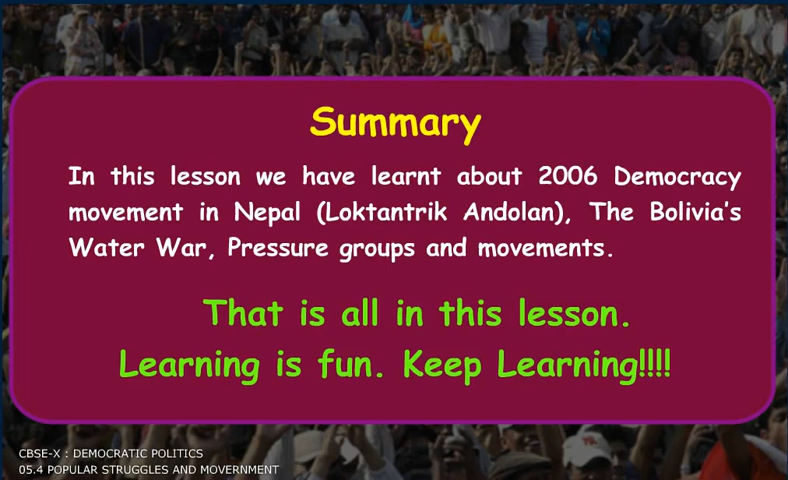 Summary
In this lesson we have learnt about 2006 Democracy
movement in Nepal (Loktantrik Andolan), The Bolivia's
Water War, Pressure groups and movements.
That is all in this lesson.
Learning is fun. Keep Learning!!!!
CBSE-X : DEMOCRATIC POLITICS
05.4 POPULAR STRUGGLES AND MOVERNMENT